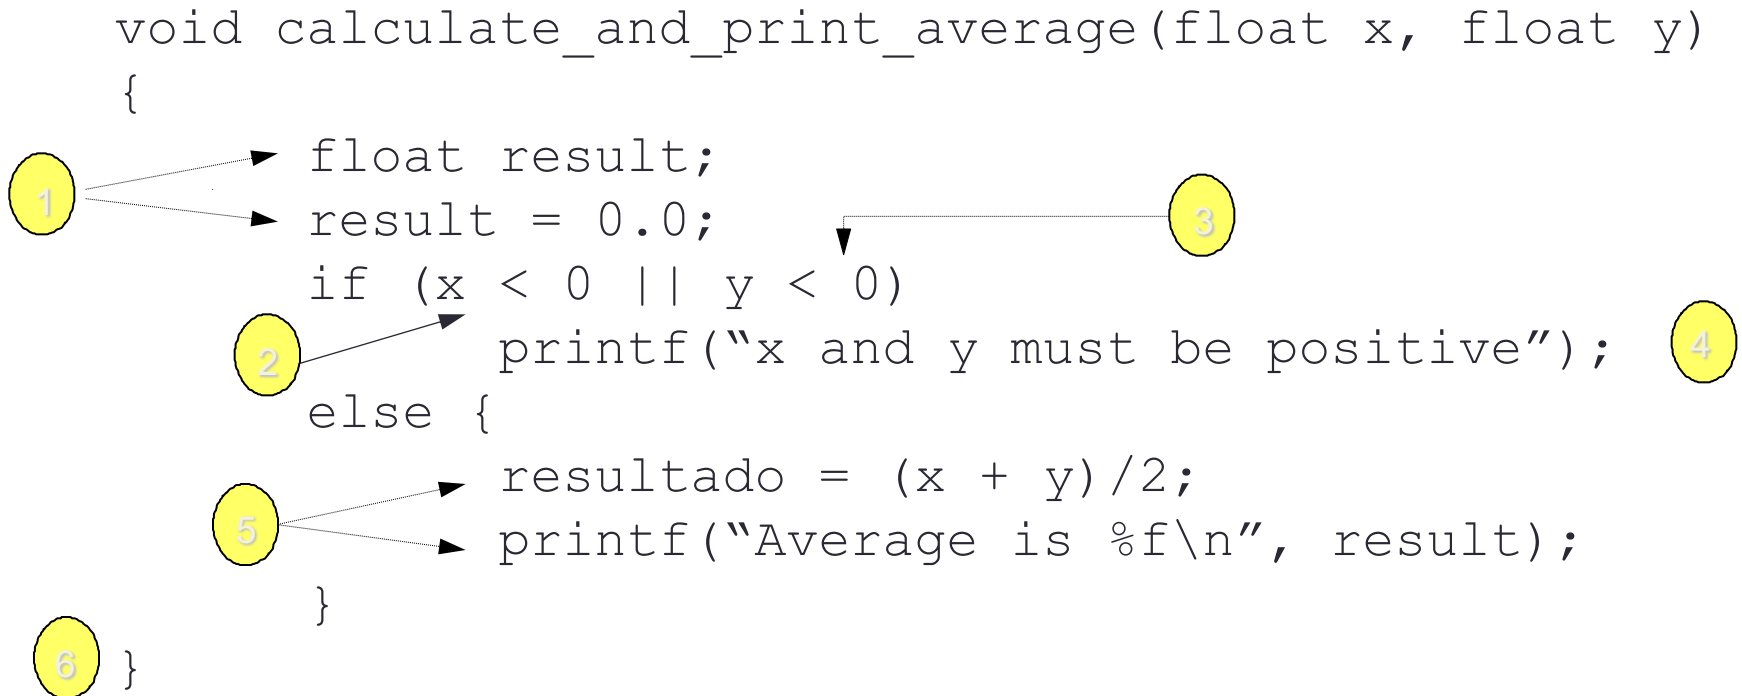 void calculate_and_print_average(float x, float y)
{
float result;
1
result = 0.0;
3
if (x < 0 || y < 0)
2
printf(“x and y must be positive”);
4
else {
resultado = (x + y)/2;
5
printf(“Average is %f\n”, result);
}
6
}